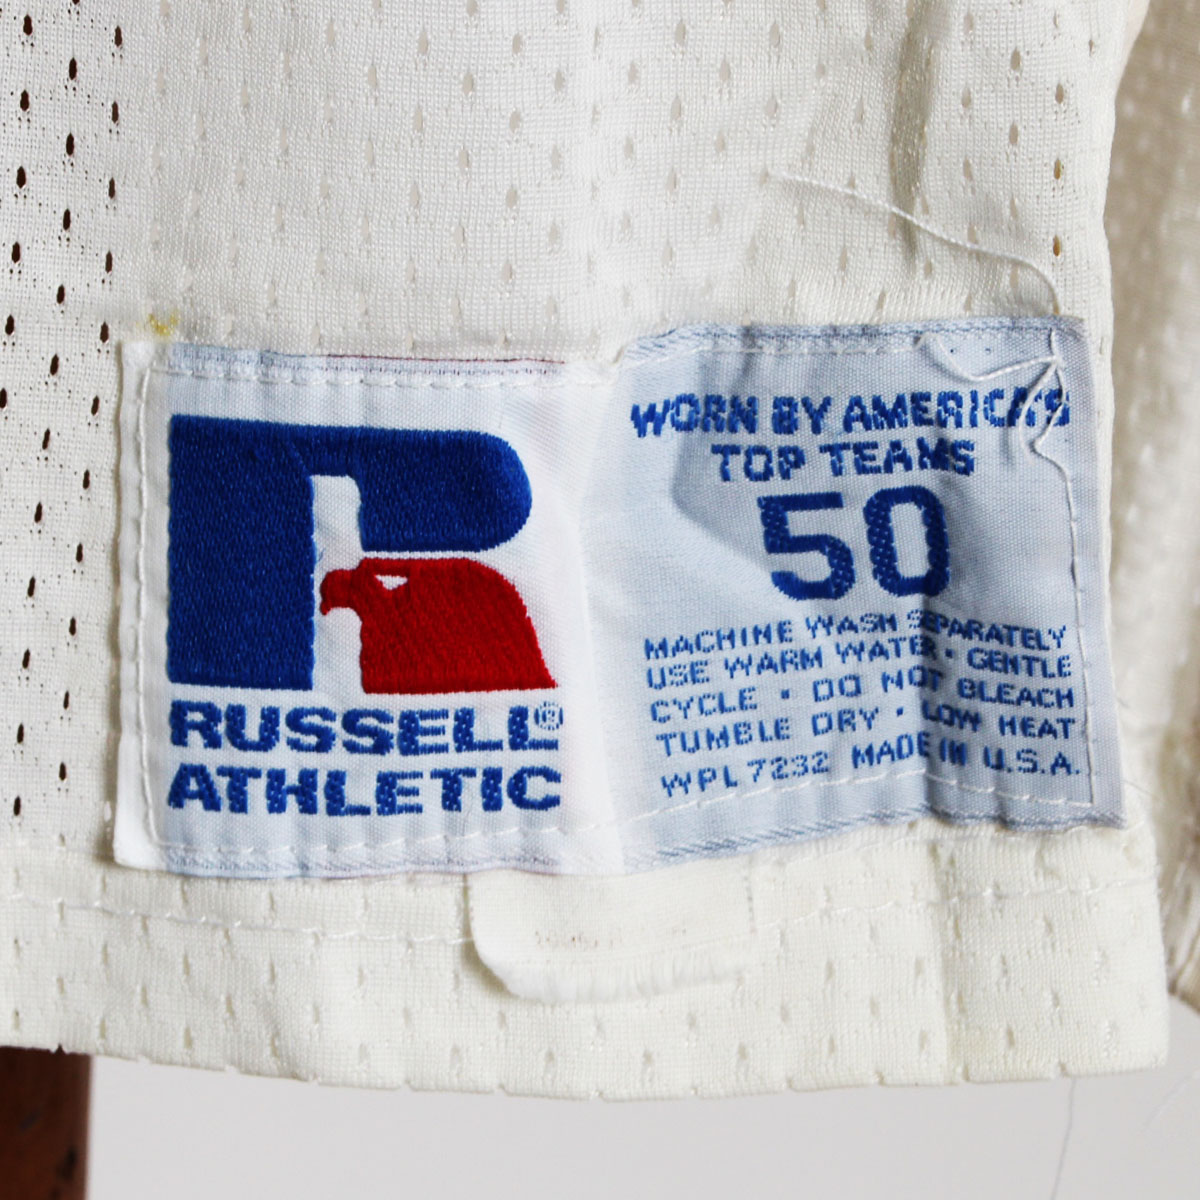 RUSSELL®
ATHLETIC
WORN BY AMERICA'S
TOP TEAMS
50
MACHINE WASH SEPARATELY
USE WARM WATER · GENTLE
CYCLE · DO NOT BLEACH
TUMBLE DRY · LOW HEAT
WPL 7232 MADE IN U.S.A.